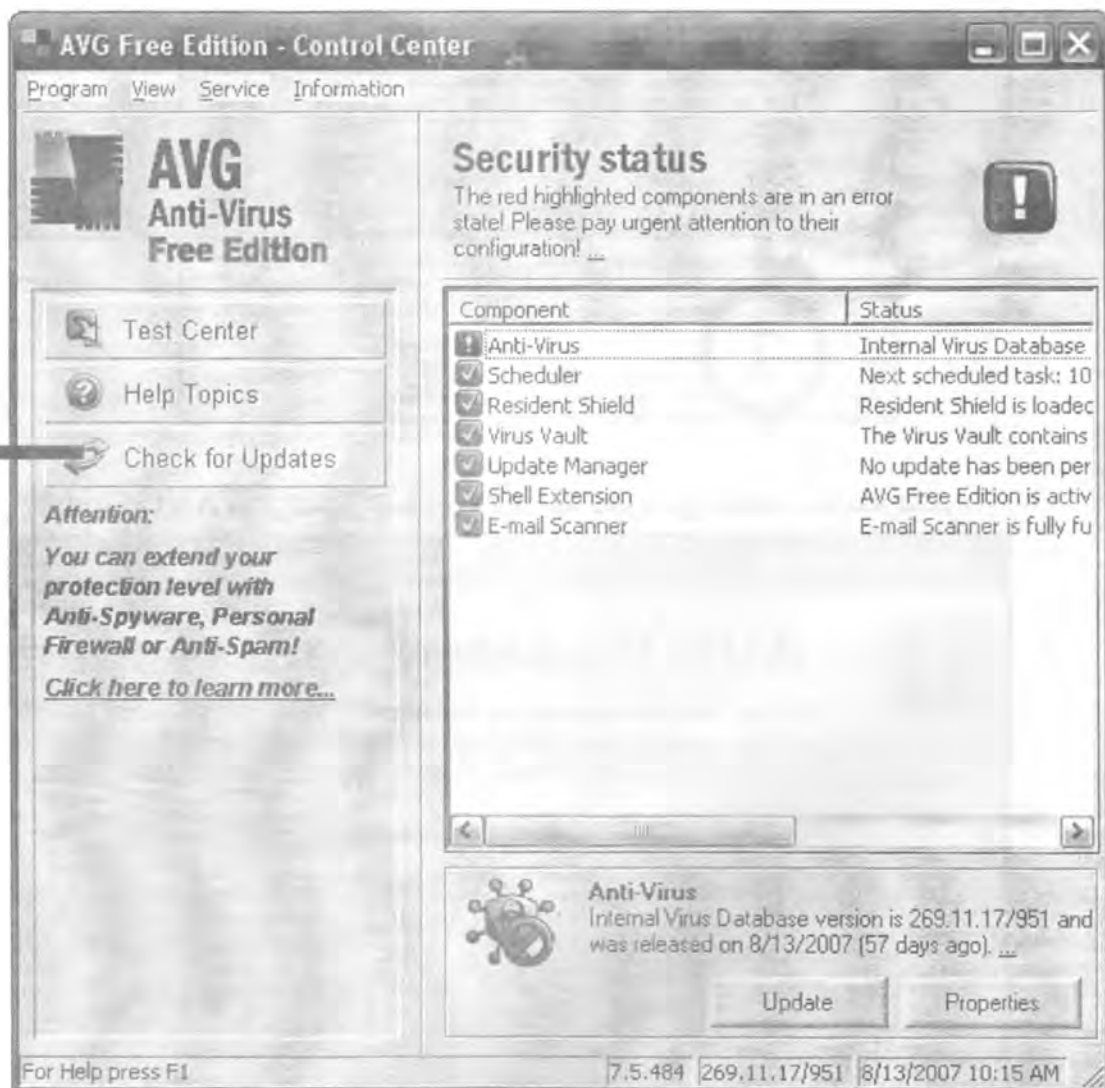 AVG Free Edition - Control Center
Program View Service Information
AVG
Anti-Virus
Free Edition
Security status
The red highlighted components are in an error
state! Please pay urgent attention to their
configuration! ...
Test Center
Help Topics
Check for Updates
Attention:
You can extend your
protection level with
Anti-Spyware, Personal
Firewall or Anti-Spam!
Click here to learn more...
Component Status
Anti-Virus Internal Virus Database
Scheduler Next scheduled task: 10
Resident Shield Resident Shield is loaded
Virus Vault The Virus Vault contains
Update Manager No update has been per
Shell Extension AVG Free Edition is activ
E-mail Scanner E-mail Scanner is fully fu
Anti-Virus
Internal Virus Database version is 269.11.17/951 and
was released on 8/13/2007 (57 days ago). ...
Update Properties
For Help press F1 7.5.484 269.11.17/951 8/13/2007 10:15 AM